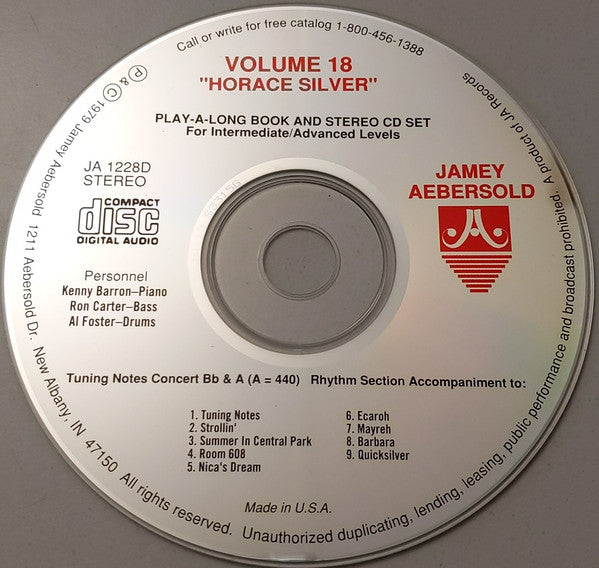 Call or write for free catalog 1-800-456-1388
VOLUME 18
"HORACE SILVER"
PLAY-A-LONG BOOK AND STEREO CD SET
For Intermediate/Advanced Levels
JA 1228D
STEREO
COMPACT
disc
DIGITAL AUDIO
JAMEY
AEBERSOLD
Personnel
Kenny Barron–Piano
Ron Carter–Bass
Al Foster–Drums
Tuning Notes Concert Bb & A (A = 440) Rhythm Section Accompaniment to:
1. Tuning Notes
2. Strollin'
3. Summer In Central Park
4. Room 608
5. Nica's Dream
6. Ecaroh
7. Mayreh
8. Barbara
9. Quicksilver
Made in U.S.A.
℗ & © 1979 Jamey Aebersold 1211 Aebersold Dr. New Albany, IN 47150 All rights reserved. Unauthorized duplicating, lending, leasing, public performance and broadcast prohibited. A product of JA Records